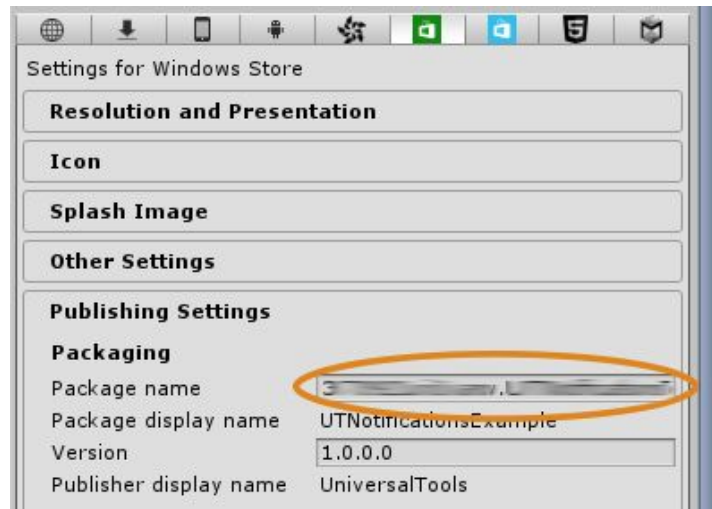 Settings for Windows Store
Resolution and Presentation
Icon
Splash Image
Other Settings
Publishing Settings
Packaging
Package name
Package display name UTNotificationsExample
Version 1.0.0.0
Publisher display name UniversalTools